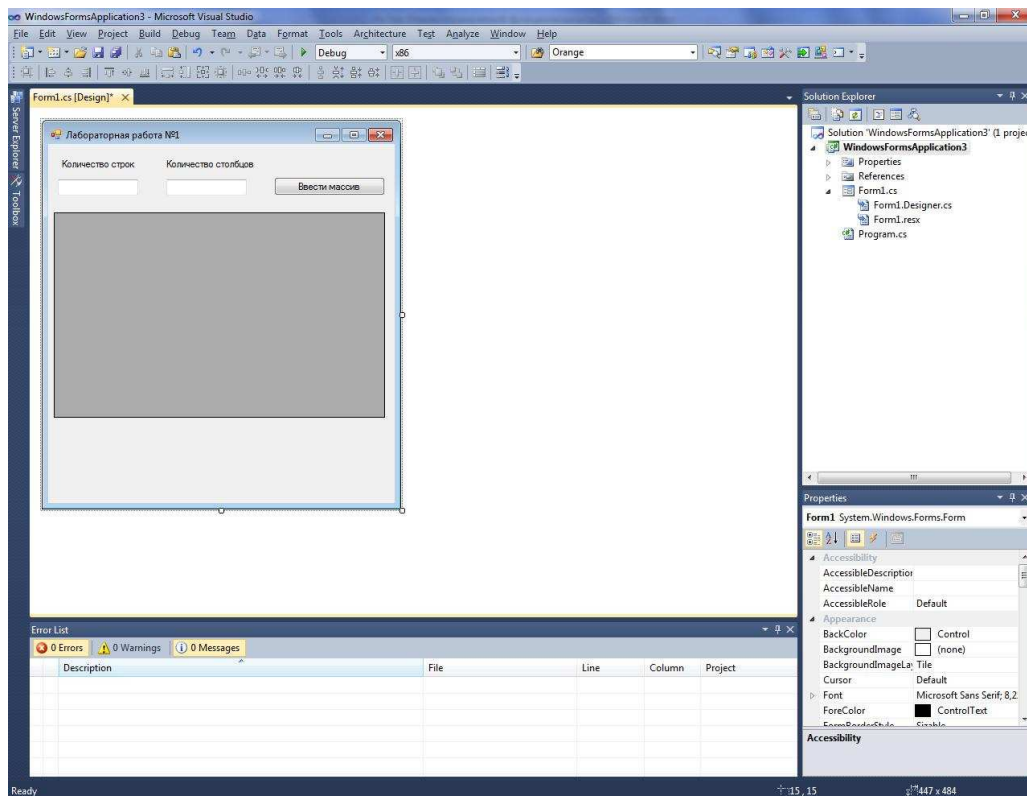 WindowsFormsApplication3 - Microsoft Visual Studio
File Edit View Project Build Debug Team Data Format Tools Architecture Test Analyze Window Help
Debug x86 Orange
Form1.cs [Design]* Solution Explorer
Server Explorer
Toolbox
Лабораторная работа №1
Количество строк Количество столбцов
Ввести массив
Solution 'WindowsFormsApplication3' (1 proje
WindowsFormsApplication3
Properties
References
Form1.cs
Form1.Designer.cs
Form1.resx
Program.cs
Properties
Form1 System.Windows.Forms.Form
Accessibility
AccessibleDescription
AccessibleName
AccessibleRole Default
Appearance
BackColor Control
BackgroundImage (none)
BackgroundImageLay Tile
Cursor Default
Font Microsoft Sans Serif; 8,2
ForeColor ControlText
FormBorderStyle Sizable
Accessibility
Error List
0 Errors 0 Warnings 0 Messages
Description File Line Column Project
Ready 15 , 15 447 x 484